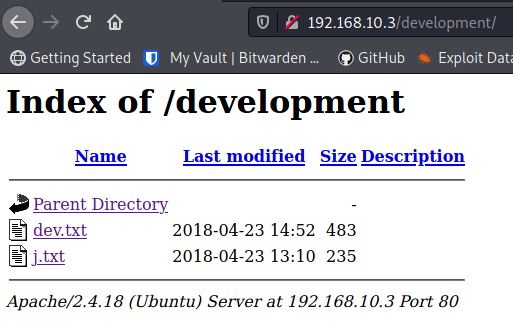 192.168.10.3/development/
Getting Started My Vault | Bitwarden ... GitHub Exploit Data
Index of /development
Name Last modified Size Description
Parent Directory -
dev.txt 2018-04-23 14:52 483
j.txt 2018-04-23 13:10 235
Apache/2.4.18 (Ubuntu) Server at 192.168.10.3 Port 80